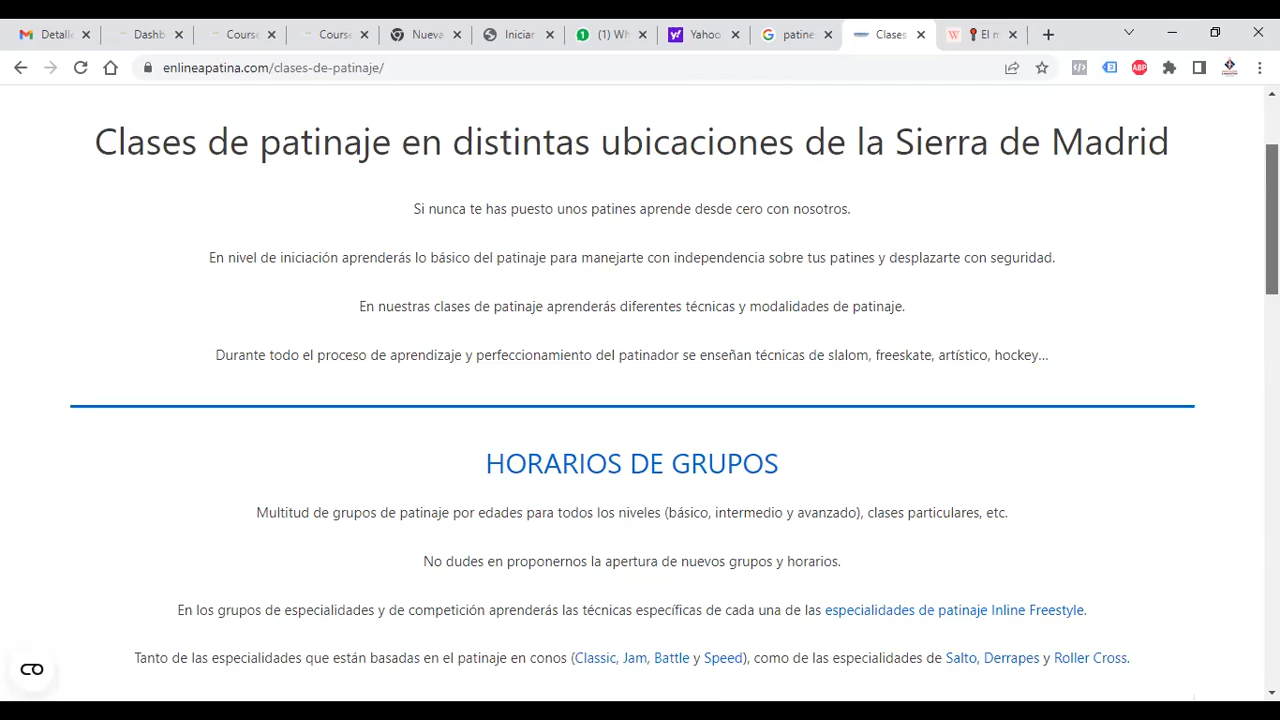 Detalle
Dashb
Course
Course
Nueva
Iniciar
(1) Wh
Yahoo
patine
Clases
El m
enlineapatina.com/clases-de-patinaje/
Clases de patinaje en distintas ubicaciones de la Sierra de Madrid
Si nunca te has puesto unos patines aprende desde cero con nosotros.
En nivel de iniciación aprenderás lo básico del patinaje para manejarte con independencia sobre tus patines y desplazarte con seguridad.
En nuestras clases de patinaje aprenderás diferentes técnicas y modalidades de patinaje.
Durante todo el proceso de aprendizaje y perfeccionamiento del patinador se enseñan técnicas de slalom, freeskate, artístico, hockey…
HORARIOS DE GRUPOS
Multitud de grupos de patinaje por edades para todos los niveles (básico, intermedio y avanzado), clases particulares, etc.
No dudes en proponernos la apertura de nuevos grupos y horarios.
En los grupos de especialidades y de competición aprenderás las técnicas específicas de cada una de las especialidades de patinaje Inline Freestyle.
Tanto de las especialidades que están basadas en el patinaje en conos (Classic, Jam, Battle y Speed), como de las especialidades de Salto, Derrapes y Roller Cross.